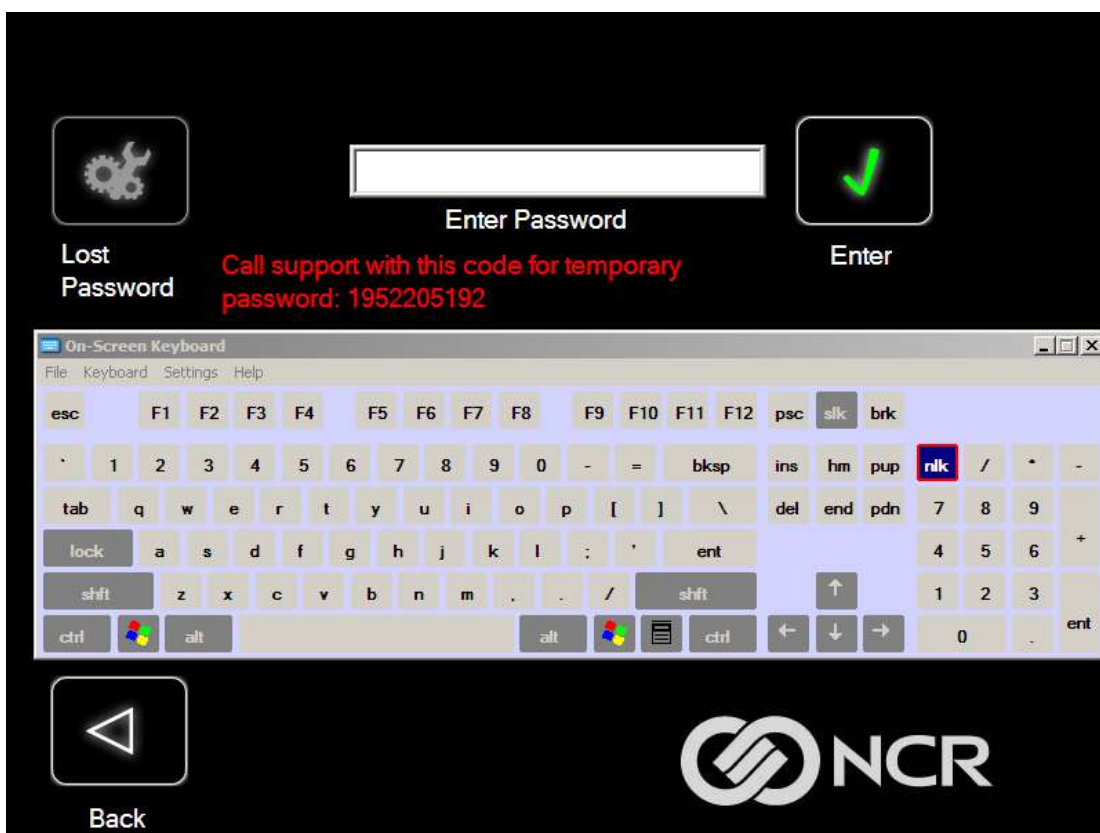 Enter Password
Lost
Password
Enter
Call support with this code for temporary
password: 1952205192
On-Screen Keyboard
File Keyboard Settings Help
esc F1 F2 F3 F4 F5 F6 F7 F8 F9 F10 F11 F12 psc slk brk
` 1 2 3 4 5 6 7 8 9 0 - = bksp ins hm pup nlk / * -
tab q w e r t y u i o p [ ] \ del end pdn 7 8 9
lock a s d f g h j k l ; ' ent 4 5 6 +
shft z x c v b n m , . / shft ↑ 1 2 3
ctrl alt alt ctrl ← ↓ → 0 . ent
NCR
Back